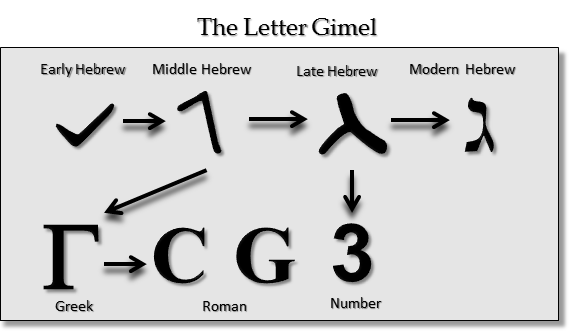 The Letter Gimel
Early Hebrew Middle Hebrew Late Hebrew Modern Hebrew
ג
Γ C G 3
Greek Roman Number